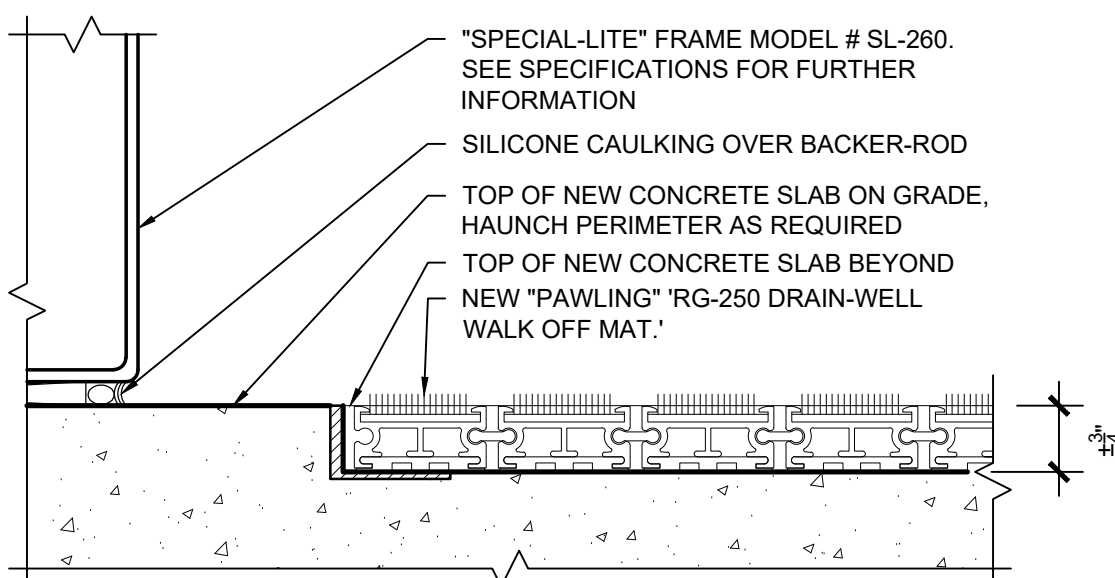 "SPECIAL-LITE" FRAME MODEL # SL-260.
SEE SPECIFICATIONS FOR FURTHER
INFORMATION
SILICONE CAULKING OVER BACKER-ROD
TOP OF NEW CONCRETE SLAB ON GRADE,
HAUNCH PERIMETER AS REQUIRED
TOP OF NEW CONCRETE SLAB BEYOND
NEW "PAWLING" 'RG-250 DRAIN-WELL
WALK OFF MAT.'
±3/4"